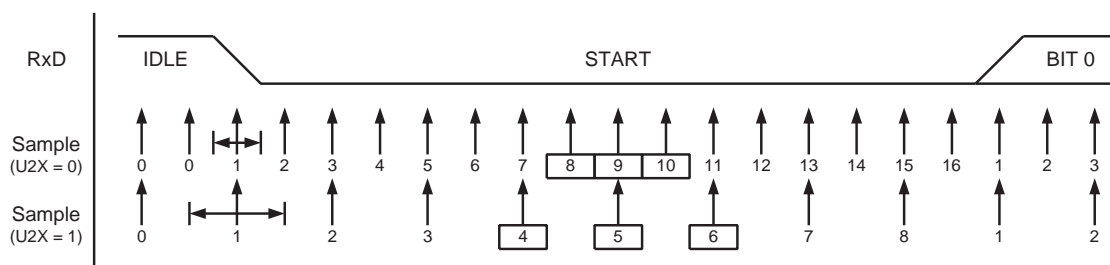 RxD IDLE START BIT 0
Sample
(U2X = 0) 0 0 1 2 3 4 5 6 7 8 9 10 11 12 13 14 15 16 1 2 3
Sample
(U2X = 1) 0 1 2 3 4 5 6 7 8 1 2